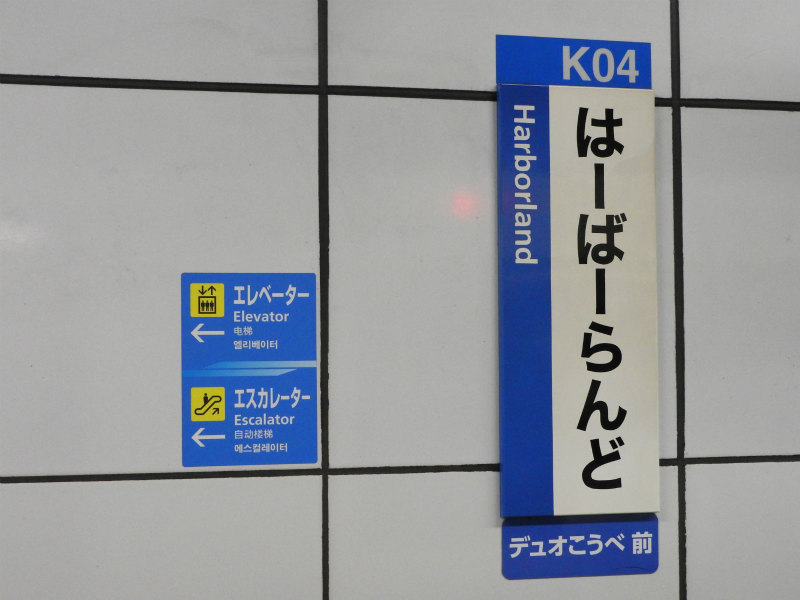 K04
Harborland
はーばーらんど
デュオこうべ 前
エレベーター
Elevator
电梯
엘리베이터
エスカレーター
Escalator
自动楼梯
에스컬레이터